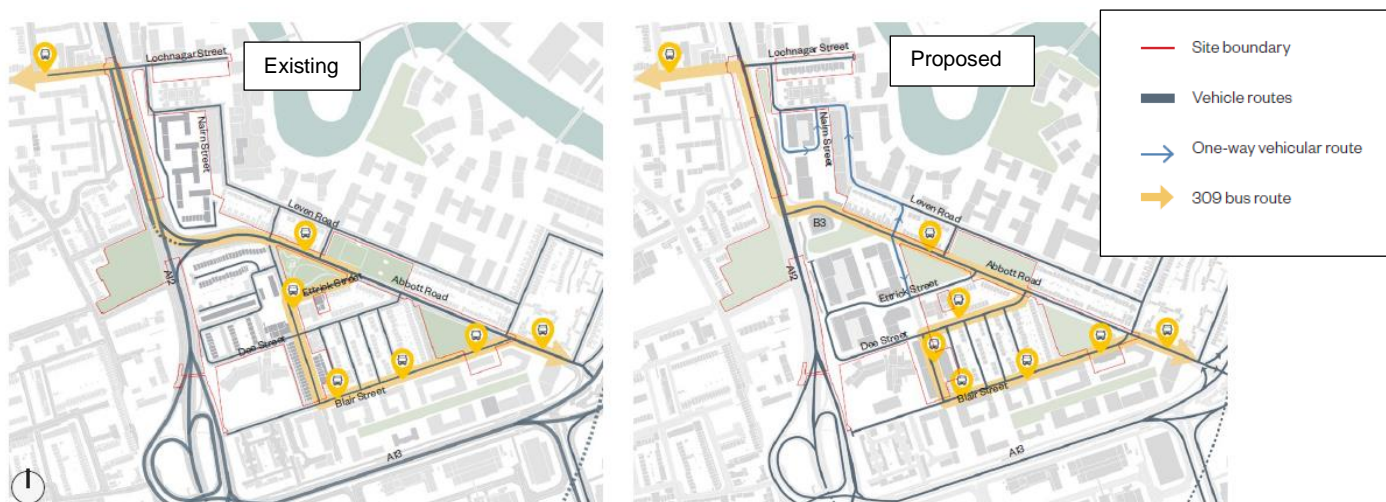 Existing
Lochnagar Street
Nairn Street
Leven Road
A12
Ettrick Street
Abbott Road
Dee Street
Blair Street
A13
Proposed
Lochnagar Street
Nairn Street
Leven Road
B3
A12
Ettrick Street
Abbott Road
Dee Street
Blair Street
A13
Site boundary
Vehicle routes
One-way vehicular route
309 bus route